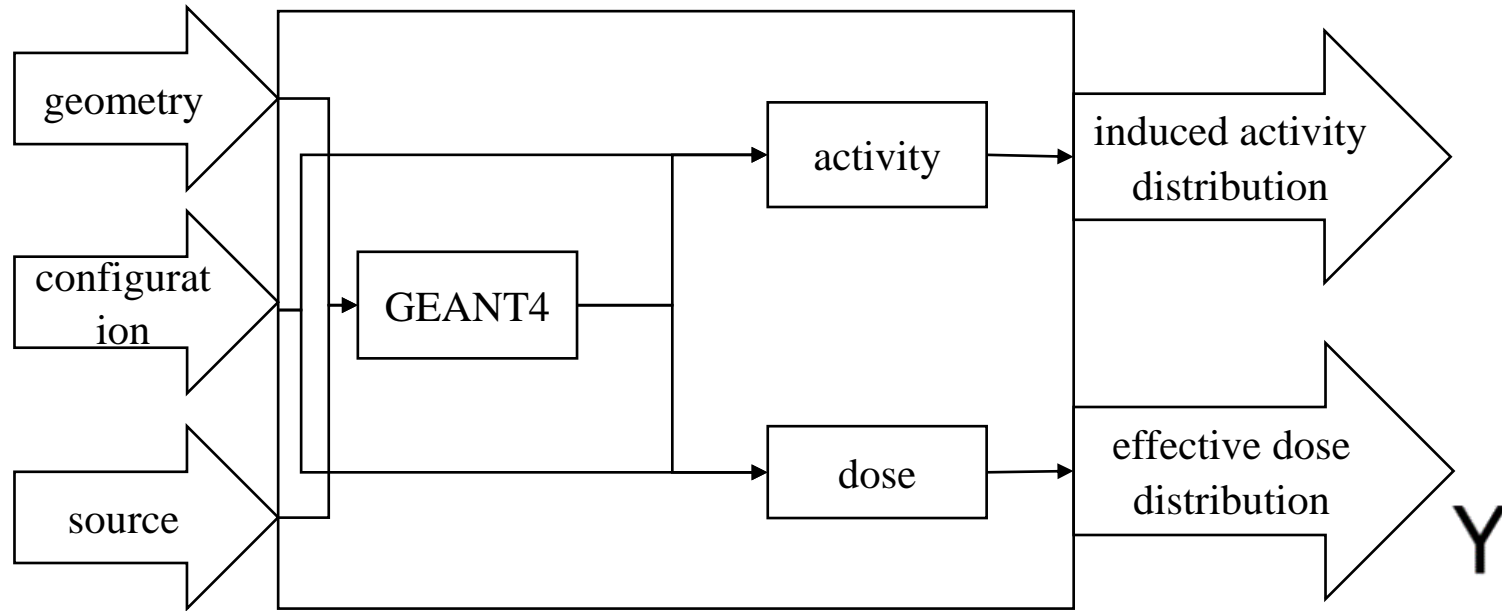 geometry
configurat
ion
source
GEANT4
activity
dose
induced activity
distribution
effective dose
distribution
Y